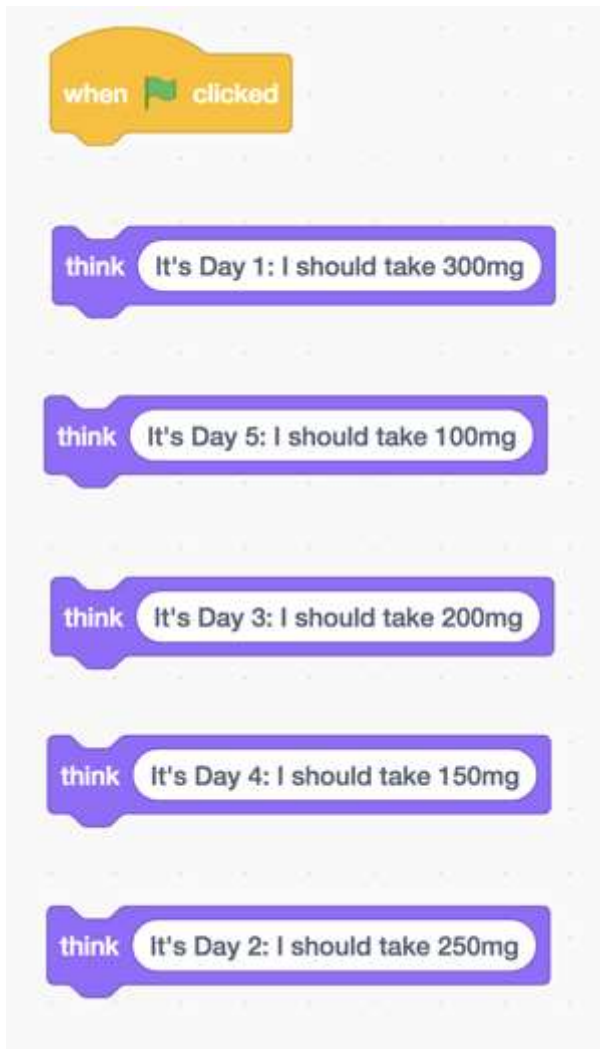 when clicked
think It's Day 1: I should take 300mg
think It's Day 5: I should take 100mg
think It's Day 3: I should take 200mg
think It's Day 4: I should take 150mg
think It's Day 2: I should take 250mg